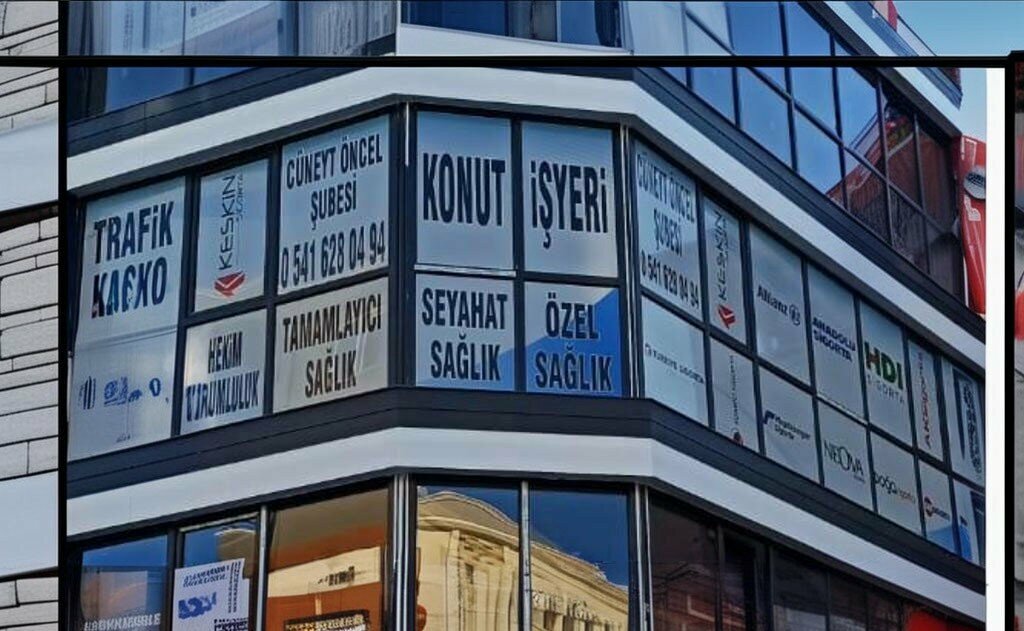 TRAFİK
KASKO
KESKİN
SİGORTA
CÜNEYT ÖNCEL
ŞUBESİ
0 541 628 04 94
KONUT
İŞYERİ
HEKİM
SORUMLULUK
TAMAMLAYICI
SAĞLIK
SEYAHAT
SAĞLIK
ÖZEL
SAĞLIK
CÜNEYT ÖNCEL
ŞUBESİ
0 541 628 04 94
KESKİN
Allianz
ANADOLU
SİGORTA
HDI
SİGORTA
TÜRKİYE SİGORTA
NEOVA